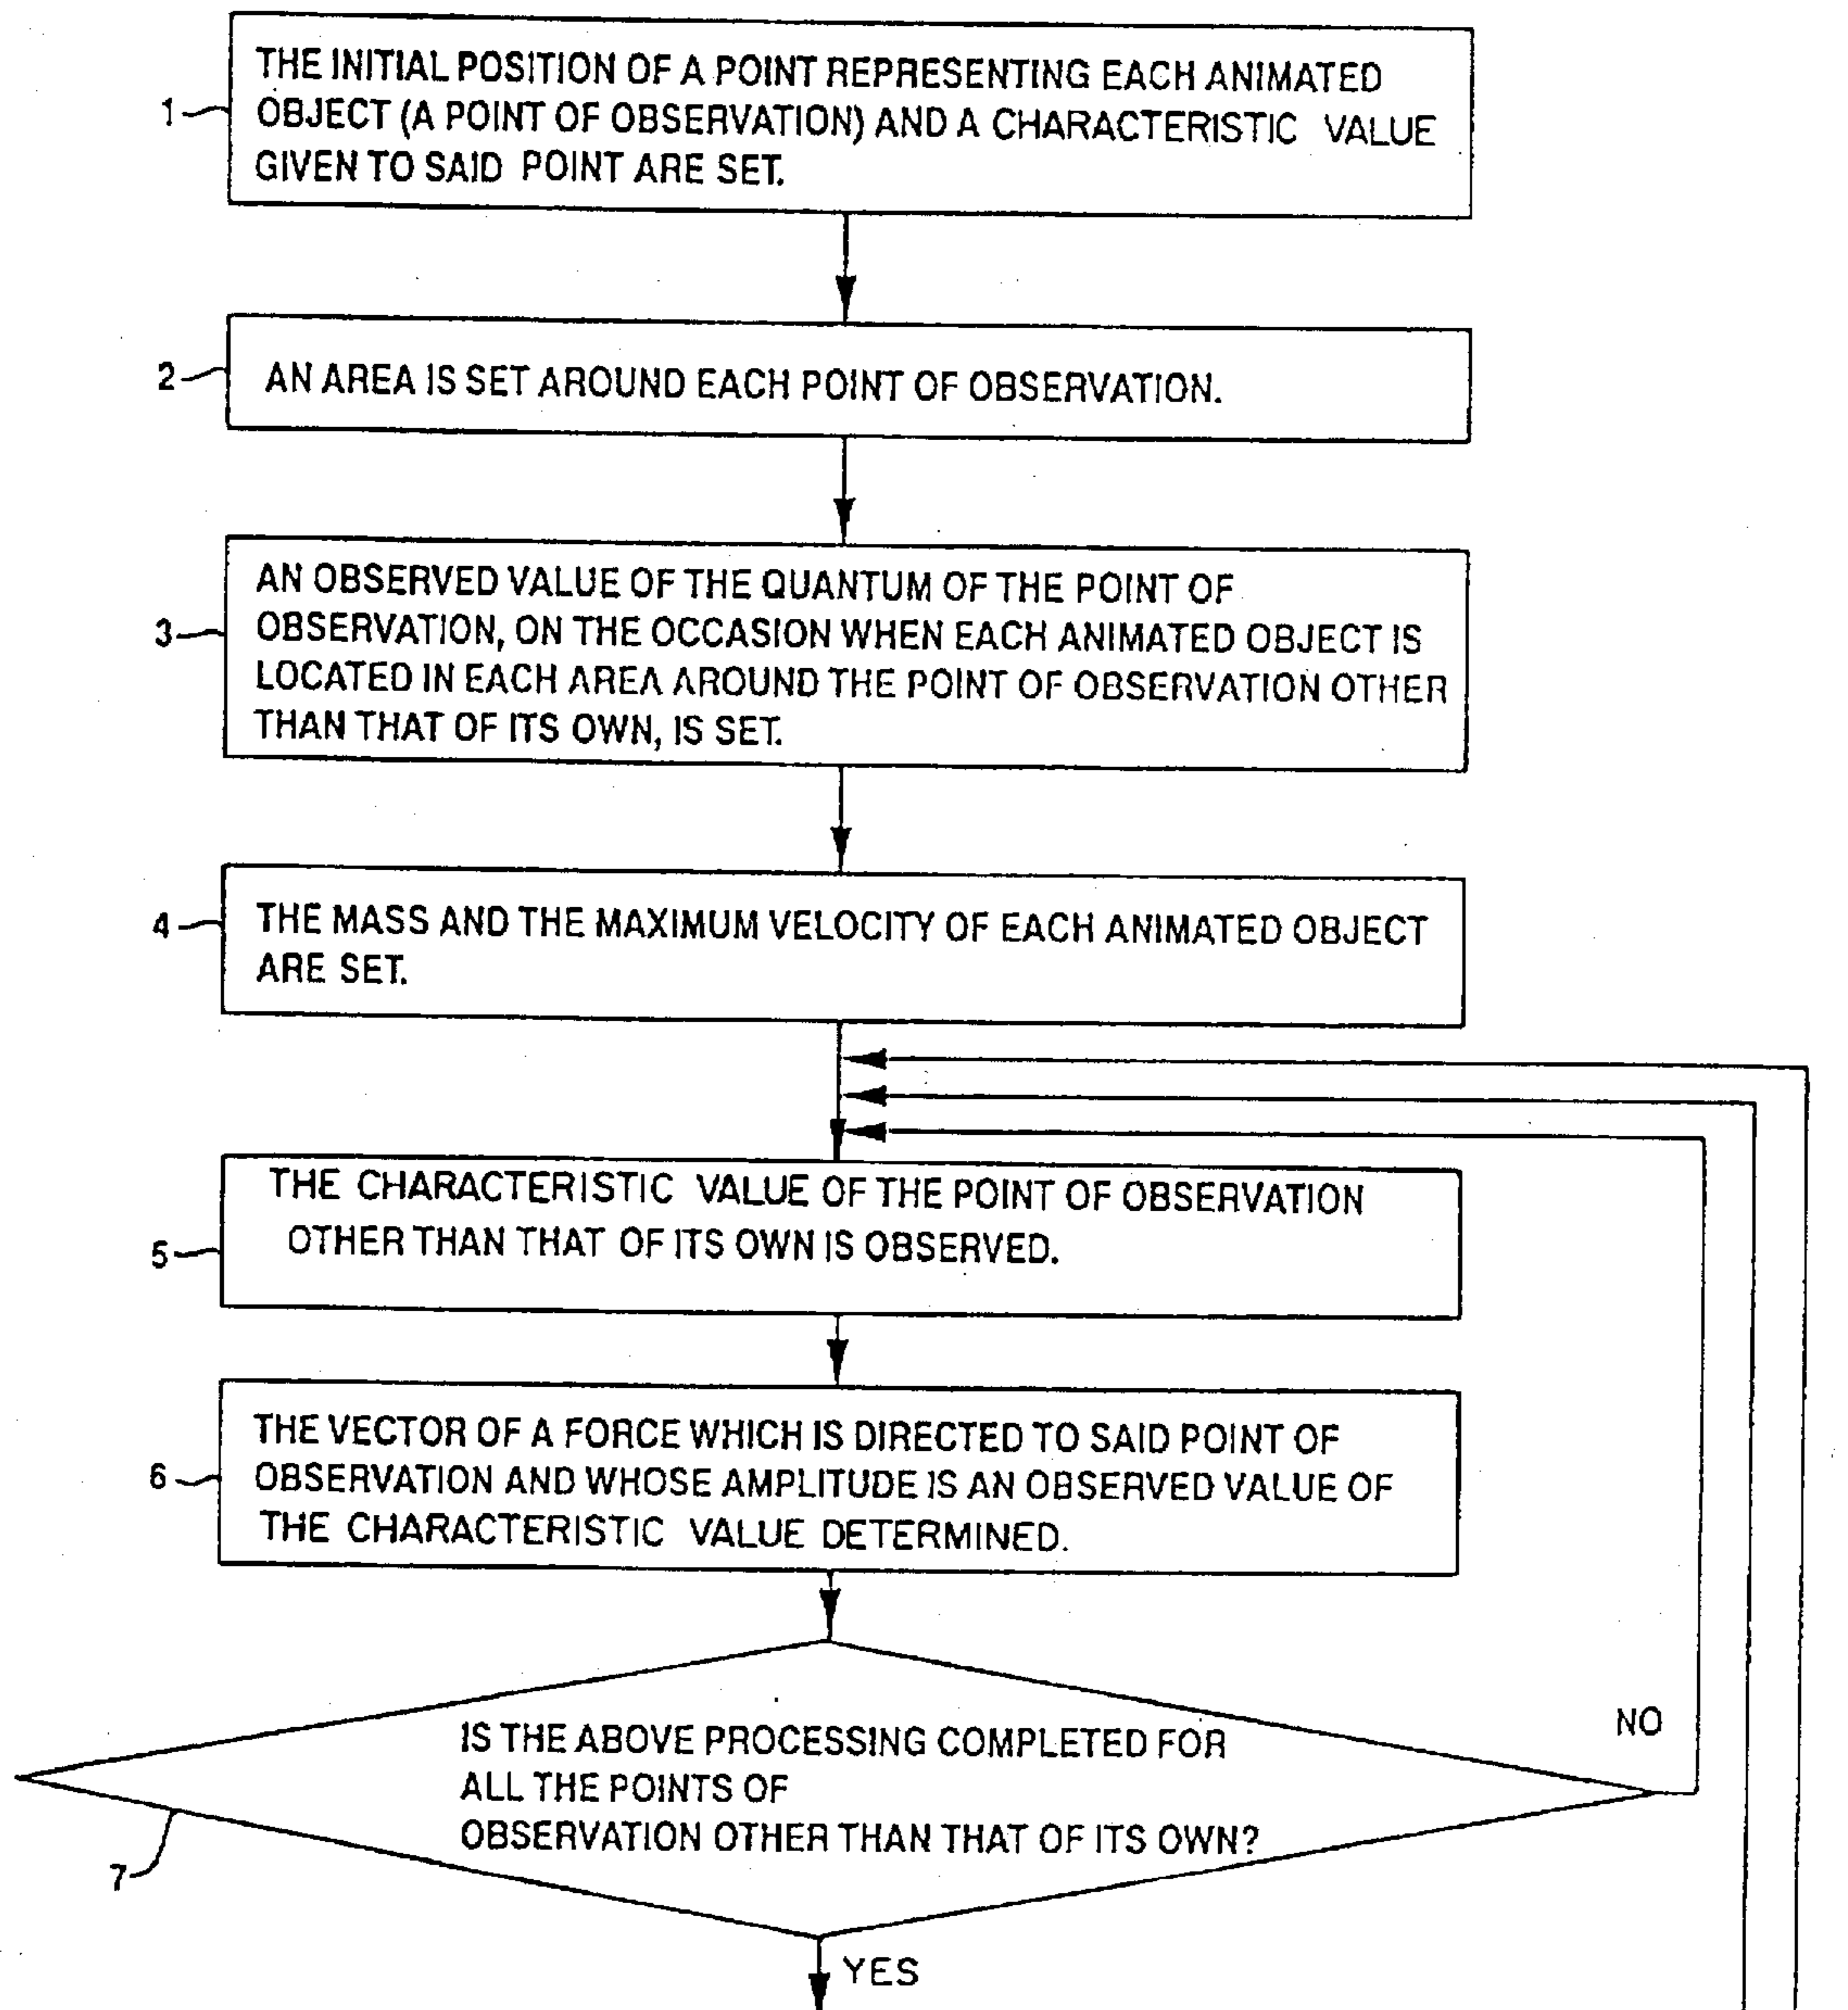 THE INITIAL POSITION OF A POINT REPRESENTING EACH ANIMATED
1 OBJECT (A POINT OF OBSERVATION) AND A CHARACTERISTIC VALUE
GIVEN TO SAID POINT ARE SET.
2 AN AREA IS SET AROUND EACH POINT OF OBSERVATION.
AN OBSERVED VALUE OF THE QUANTUM OF THE POINT OF
3 OBSERVATION, ON THE OCCASION WHEN EACH ANIMATED OBJECT IS
LOCATED IN EACH AREA AROUND THE POINT OF OBSERVATION OTHER
THAN THAT OF ITS OWN, IS SET.
4 THE MASS AND THE MAXIMUM VELOCITY OF EACH ANIMATED OBJECT
ARE SET.
THE CHARACTERISTIC VALUE OF THE POINT OF OBSERVATION
5 OTHER THAN THAT OF ITS OWN IS OBSERVED.
THE VECTOR OF A FORCE WHICH IS DIRECTED TO SAID POINT OF
6 OBSERVATION AND WHOSE AMPLITUDE IS AN OBSERVED VALUE OF
THE CHARACTERISTIC VALUE DETERMINED.
NO
IS THE ABOVE PROCESSING COMPLETED FOR
ALL THE POINTS OF
OBSERVATION OTHER THAN THAT OF ITS OWN?
7
YES